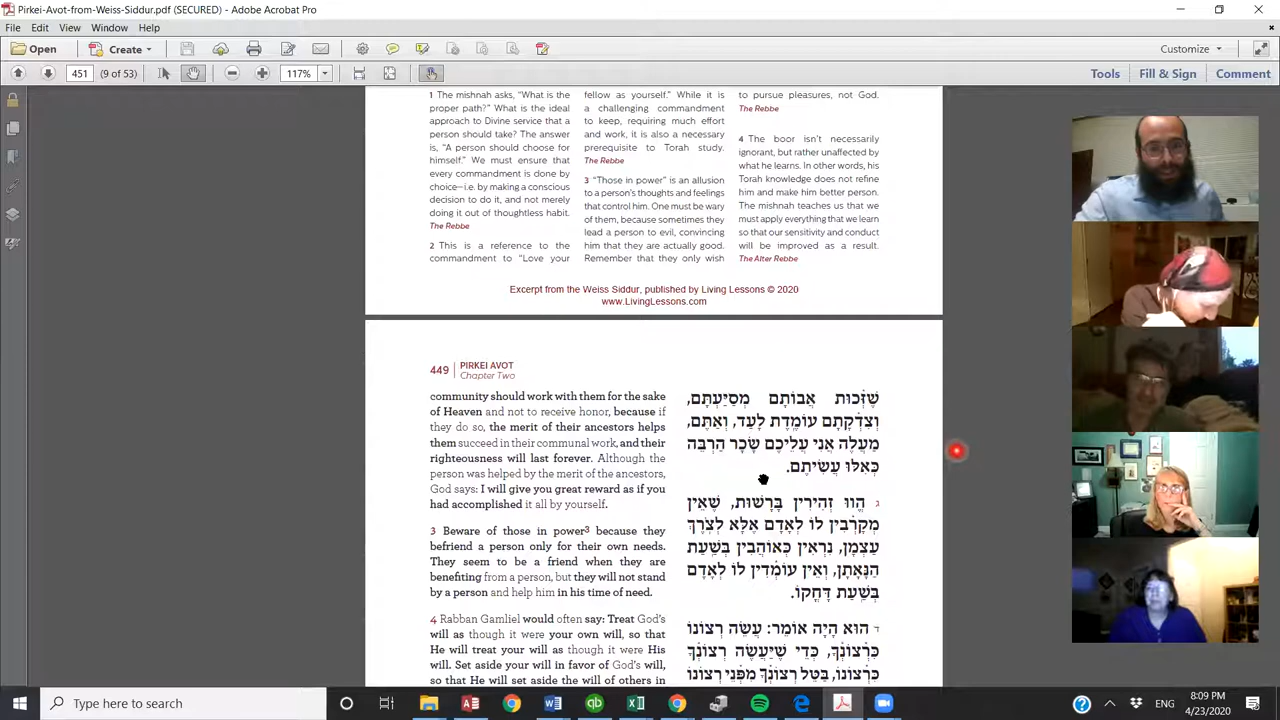 Pirkei-Avot-from-Weiss-Siddur.pdf (SECURED) - Adobe Acrobat Pro
File Edit View Window Help
Open Create Customize
451 (9 of 53) 117% Tools Fill & Sign Comment
1 The mishnah asks, “What is the
proper path?” What is the ideal
approach to Divine service that a
person should take? The answer
is, “A person should choose for
himself.” We must ensure that
every commandment is done by
choice—i.e. by making a conscious
decision to do it, and not merely
doing it out of thoughtless habit.
The Rebbe
2 This is a reference to the
commandment to “Love your
fellow as yourself.” While it is
a challenging commandment
to keep, requiring much effort
and work, it is also a necessary
prerequisite to Torah study.
The Rebbe
3 “Those in power” is an allusion
to a person’s thoughts and feelings
that control him. One must be wary
of them, because sometimes they
lead a person to evil, convincing
him that they are actually good.
Remember that they only wish
to pursue pleasures, not God.
The Rebbe
4 The boor isn’t necessarily
ignorant, but rather unaffected by
what he learns. In other words, his
Torah knowledge does not refine
him and make him better person.
The mishnah teaches us that we
must apply everything that we learn
so that our sensitivity and conduct
will be improved as a result.
The Alter Rebbe
Excerpt from the Weiss Siddur, published by Living Lessons © 2020
www.LivingLessons.com
449 PIRKEI AVOT
Chapter Two
community should work with them for the sake
of Heaven and not to receive honor, because if
they do so, the merit of their ancestors helps
them succeed in their communal work, and their
righteousness will last forever. Although the
person was helped by the merit of the ancestors,
God says: I will give you great reward as if you
had accomplished it all by yourself.
3 Beware of those in power3 because they
befriend a person only for their own needs.
They seem to be a friend when they are
benefiting from a person, but they will not stand
by a person and help him in his time of need.
4 Rabban Gamliel would often say: Treat God’s
will as though it were your own will, so that
He will treat your will as though it were His
will. Set aside your will in favor of God’s will,
so that He will set aside the will of others in
שֶׁזְּכוּת אֲבוֹתָם מְסַיַּעְתָּם,
וְצִדְקָתָם עוֹמֶֽדֶת לָעַד, וְאַתֶּם,
מַעֲלֶה אֲנִי עֲלֵיכֶם שָׂכָר הַרְבֵּה
כְּאִלּוּ עֲשִׂיתֶם.
ג הֱווּ זְהִירִין בָּרָשׁוּת, שֶׁאֵין
מְקָרְבִין לוֹ לְאָדָם אֶלָּא לְצֹֽרֶךְ
עַצְמָן, נִרְאִין כְּאוֹהֲבִין בִּשְׁעַת
הַנָּאָתָן, וְאֵין עוֹמְדִין לוֹ לְאָדָם
בִּשְׁעַת דָּחֳקוֹ.
ד הוּא הָיָה אוֹמֵר: עֲשֵׂה רְצוֹנוֹ
כִּרְצוֹנְךָ, כְּדֵי שֶׁיַּעֲשֶׂה רְצוֹנְךָ
כִּרְצוֹנוֹ, בַּטֵּל רְצוֹנְךָ מִפְּנֵי רְצוֹנוֹ
Type here to search
ENG
8:09 PM
4/23/2020